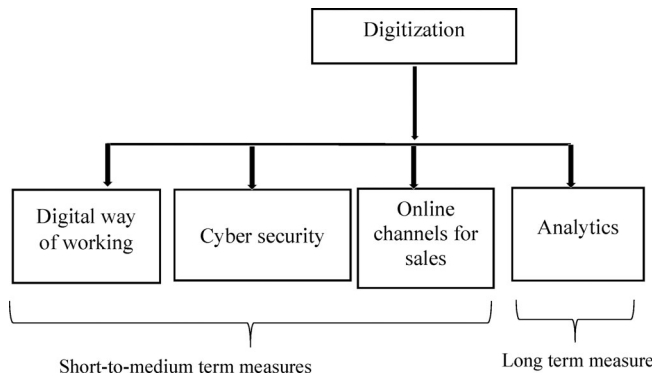 Digitization
Digital way
of working
Cyber security
Online
channels for
sales
Analytics
Short-to-medium term measures
Long term measure